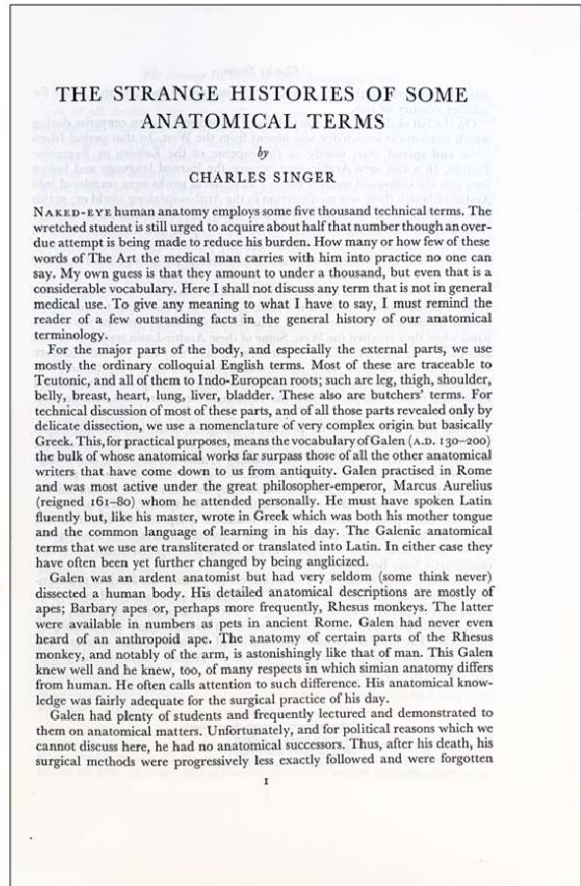 THE STRANGE HISTORIES OF SOME
ANATOMICAL TERMS
by
CHARLES SINGER
NAKED-EYE human anatomy employs some five thousand technical terms. The
wretched student is still urged to acquire about half that number though an over-
due attempt is being made to reduce his burden. How many or how few of these
words of The Art the medical man carries with him into practice no one can
say. My own guess is that they amount to under a thousand, but even that is a
considerable vocabulary. Here I shall not discuss any term that is not in general
medical use. To give any meaning to what I have to say, I must remind the
reader of a few outstanding facts in the general history of our anatomical
terminology.
For the major parts of the body, and especially the external parts, we use
mostly the ordinary colloquial English terms. Most of these are traceable to
Teutonic, and all of them to Indo-European roots; such are leg, thigh, shoulder,
belly, breast, heart, lung, liver, bladder. These also are butchers' terms. For
technical discussion of most of these parts, and of all those parts revealed only by
delicate dissection, we use a nomenclature of very complex origin but basically
Greek. This, for practical purposes, means the vocabulary of Galen (A.D. 130–200)
the bulk of whose anatomical works far surpass those of all the other anatomical
writers that have come down to us from antiquity. Galen practised in Rome
and was most active under the great philosopher-emperor, Marcus Aurelius
(reigned 161–80) whom he attended personally. He must have spoken Latin
fluently but, like his master, wrote in Greek which was both his mother tongue
and the common language of learning in his day. The Galenic anatomical
terms that we use are transliterated or translated into Latin. In either case they
have often been yet further changed by being anglicized.
Galen was an ardent anatomist but had very seldom (some think never)
dissected a human body. His detailed anatomical descriptions are mostly of
apes; Barbary apes or, perhaps more frequently, Rhesus monkeys. The latter
were available in numbers as pets in ancient Rome. Galen had never even
heard of an anthropoid ape. The anatomy of certain parts of the Rhesus
monkey, and notably of the arm, is astonishingly like that of man. This Galen
knew well and he knew, too, of many respects in which simian anatomy differs
from human. He often calls attention to such difference. His anatomical know-
ledge was fairly adequate for the surgical practice of his day.
Galen had plenty of students and frequently lectured and demonstrated to
them on anatomical matters. Unfortunately, and for political reasons which we
cannot discuss here, he had no anatomical successors. Thus, after his death, his
surgical methods were progressively less exactly followed and were forgotten
1